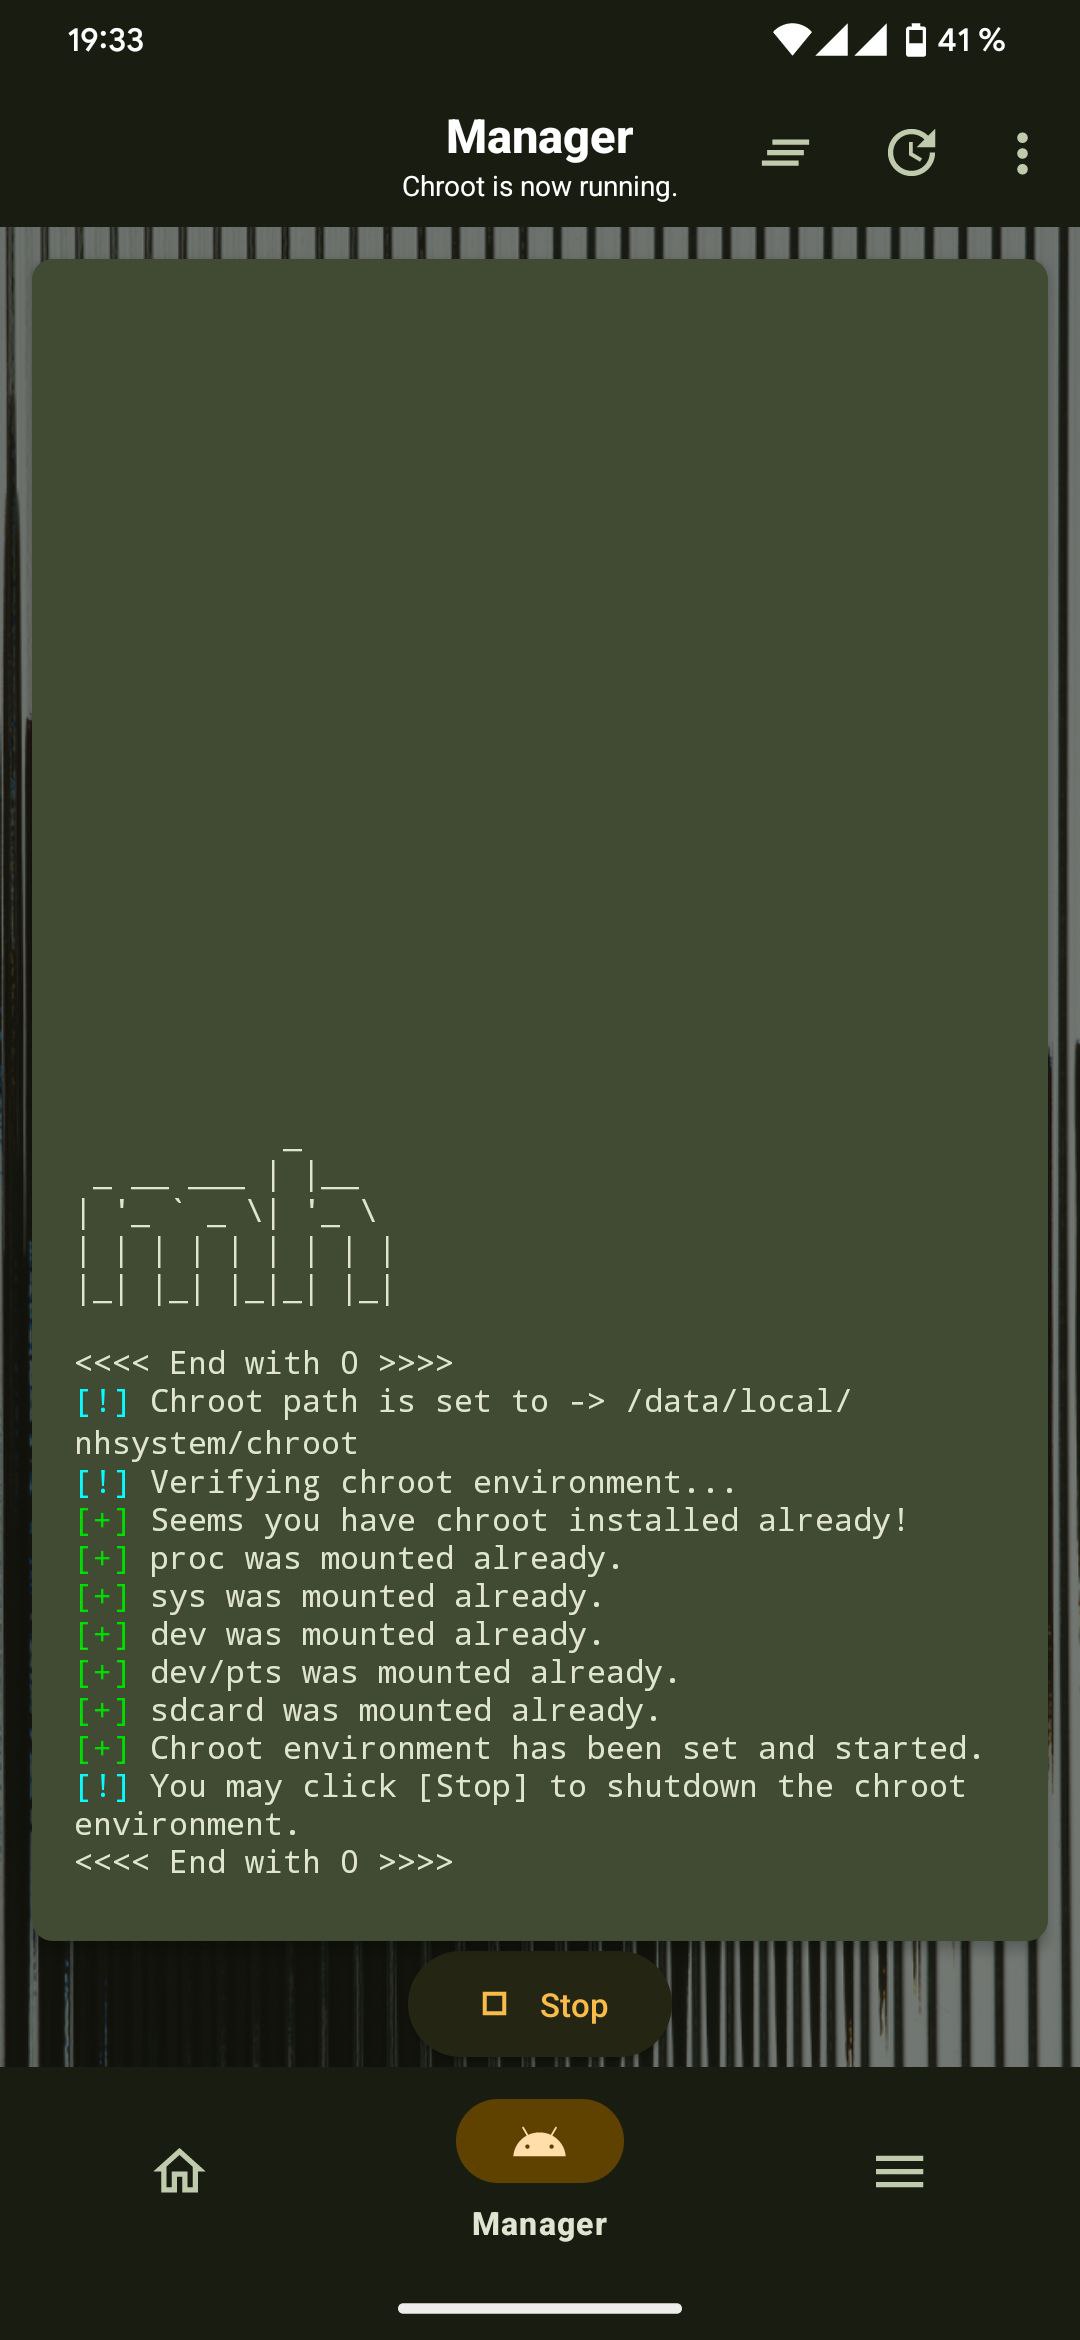 19:33
41 %
Manager
Chroot is now running.
              _
 _ __ ___  | |__
| '_ ` _ \| '_ \
| | | | | | | | |
|_| |_| |_|_| |_|
<<<< End with 0 >>>>
[!] Chroot path is set to -> /data/local/
nhsystem/chroot
[!] Verifying chroot environment...
[+] Seems you have chroot installed already!
[+] proc was mounted already.
[+] sys was mounted already.
[+] dev was mounted already.
[+] dev/pts was mounted already.
[+] sdcard was mounted already.
[+] Chroot environment has been set and started.
[!] You may click [Stop] to shutdown the chroot
environment.
<<<< End with 0 >>>>
Stop
Manager